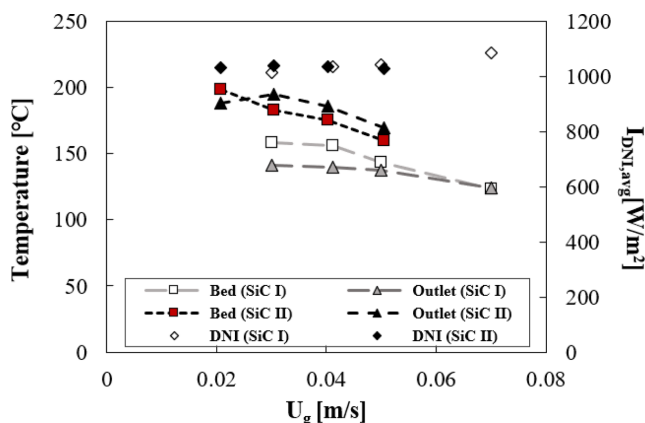 250
200
150
100
50
0
Temperature [°C]
1200
1000
800
600
400
200
0
I_DNI,avg[W/m²]
Bed (SiC I)
Outlet (SiC I)
Bed (SiC II)
Outlet (SiC II)
DNI (SiC I)
DNI (SiC II)
0
0.02
0.04
0.06
0.08
U_g [m/s]